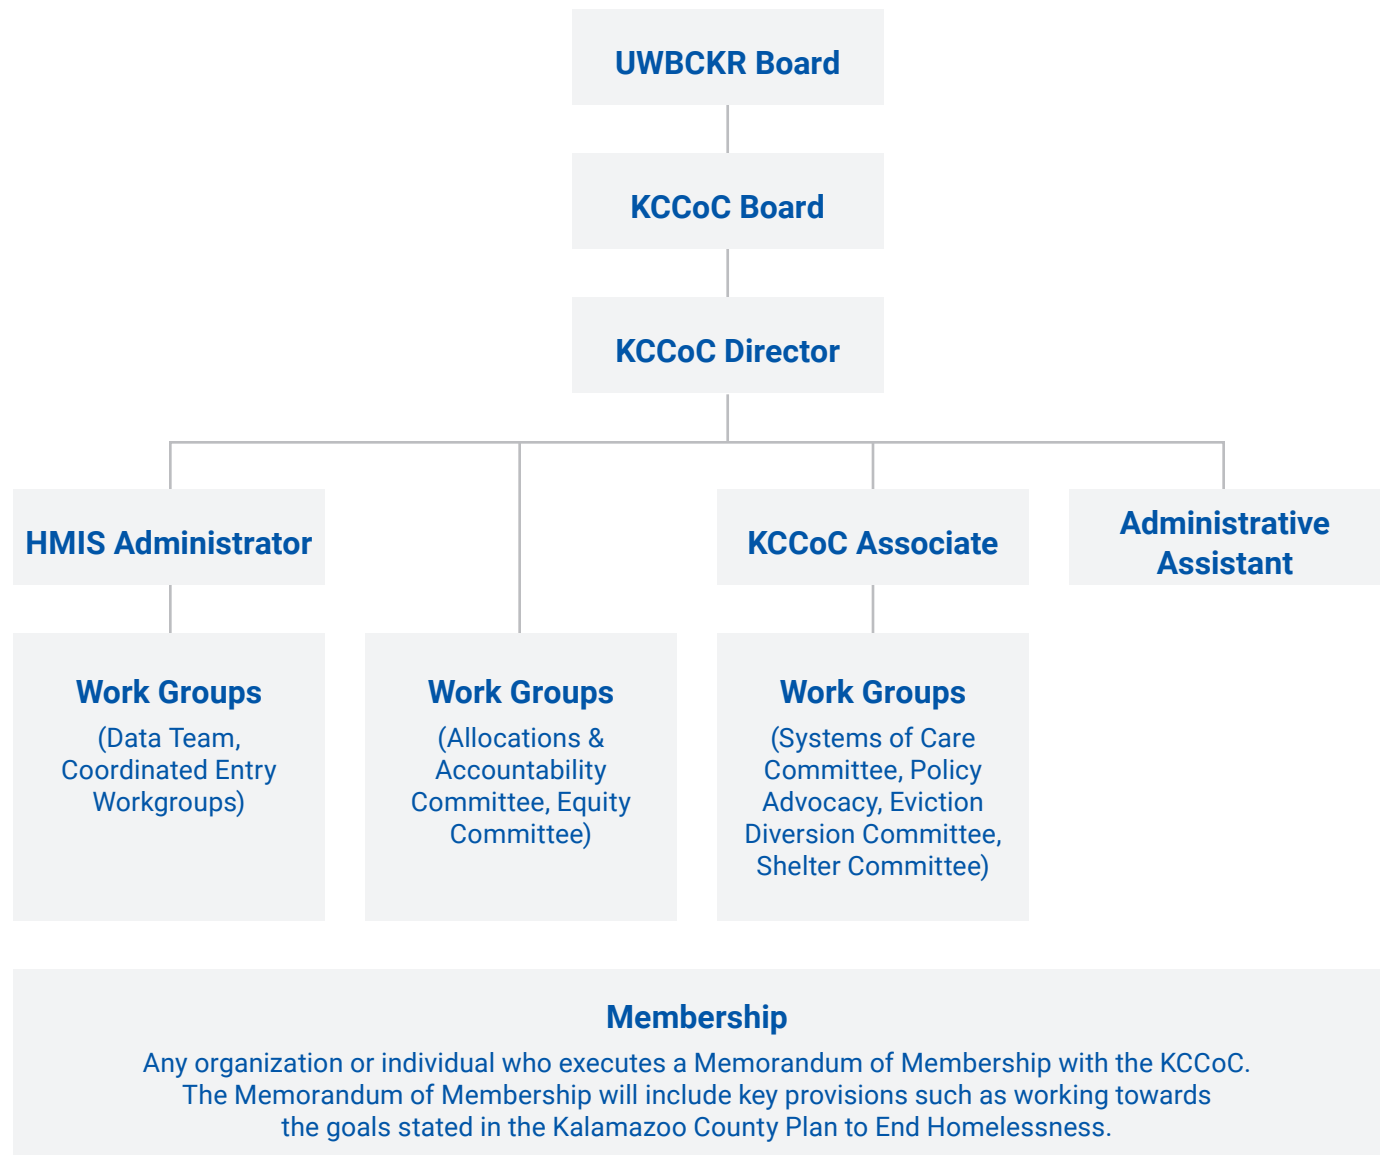 UWBCKR Board
KCCoC Board
KCCoC Director
HMIS Administrator
KCCoC Associate
Administrative
Assistant
Work Groups
(Data Team,
Coordinated Entry
Workgroups)
Work Groups
(Allocations &
Accountability
Committee, Equity
Committee)
Work Groups
(Systems of Care
Committee, Policy
Advocacy, Eviction
Diversion Committee,
Shelter Committee)
Membership
Any organization or individual who executes a Memorandum of Membership with the KCCoC.
The Memorandum of Membership will include key provisions such as working towards
the goals stated in the Kalamazoo County Plan to End Homelessness.